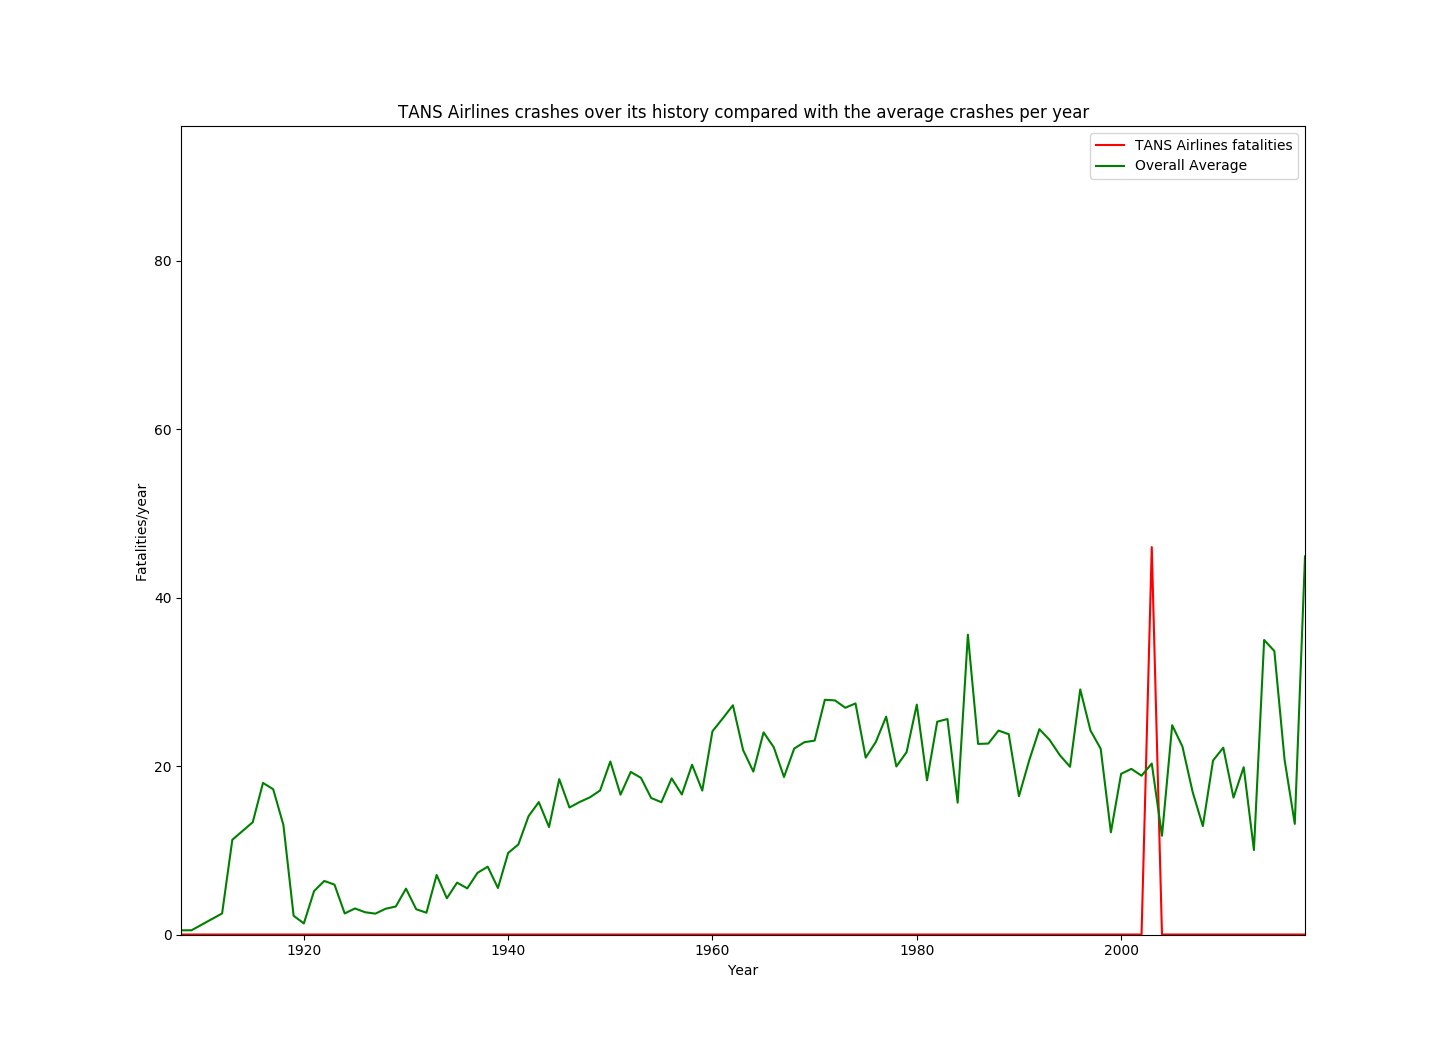 TANS Airlines crashes over its history compared with the average crashes per year
TANS Airlines fatalities
Overall Average
80
60
40
20
0
Fatalities/year
1920 1940 1960 1980 2000
Year